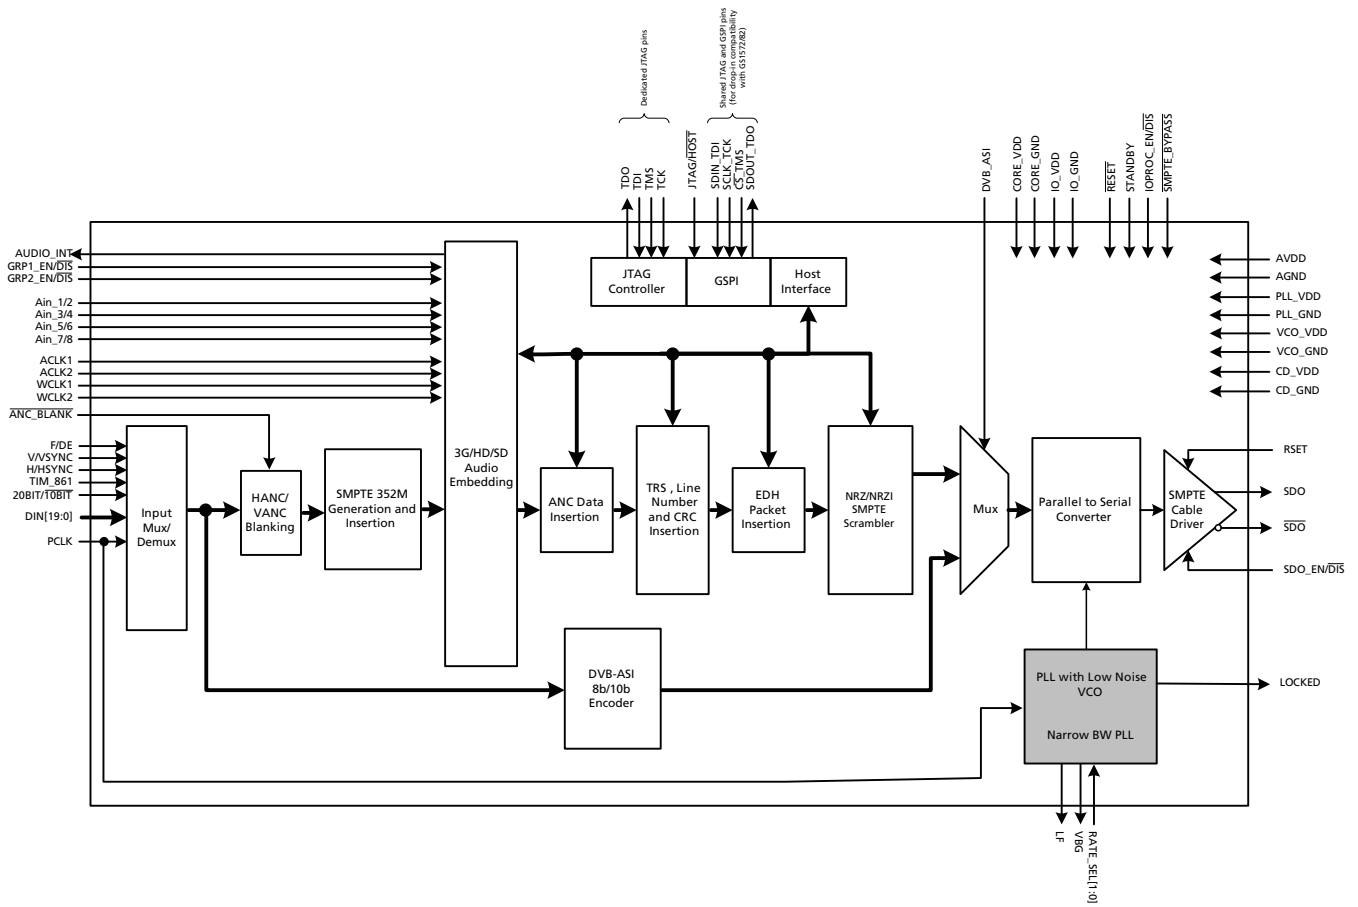 Dedicated JTAG pins
Shared JTAG and GSPI pins
(for drop-in compatibility
with GS1572/82)
TDO
TDI
TMS
TCK
JTAG/HOST
SDIN_TDI
SCLK_TCK
CS_TMS
SDOUT_TDO
DVB_ASI
CORE_VDD
CORE_GND
IO_VDD
IO_GND
RESET
STANDBY
IOPROC_EN/DIS
SMPTE_BYPASS
AUDIO_INT
GRP1_EN/DIS
GRP2_EN/DIS
Ain_1/2
Ain_3/4
Ain_5/6
Ain_7/8
ACLK1
ACLK2
WCLK1
WCLK2
ANC_BLANK
F/DE
V/VSYNC
H/HSYNC
TIM_861
20BIT/10BIT
DIN[19:0]
PCLK
Input
Mux/
Demux
HANC/
VANC
Blanking
SMPTE 352M
Generation and
Insertion
3G/HD/SD
Audio
Embedding
JTAG
Controller
GSPI
Host
Interface
ANC Data
Insertion
TRS , Line
Number
and CRC
Insertion
EDH
Packet
Insertion
NRZ/NRZI
SMPTE
Scrambler
Mux
Parallel to Serial
Converter
SMPTE
Cable
Driver
DVB-ASI
8b/10b
Encoder
PLL with Low Noise
VCO
Narrow BW PLL
AVDD
AGND
PLL_VDD
PLL_GND
VCO_VDD
VCO_GND
CD_VDD
CD_GND
RSET
SDO
SDO
SDO_EN/DIS
LOCKED
LF
VBG
RATE_SEL[1:0]